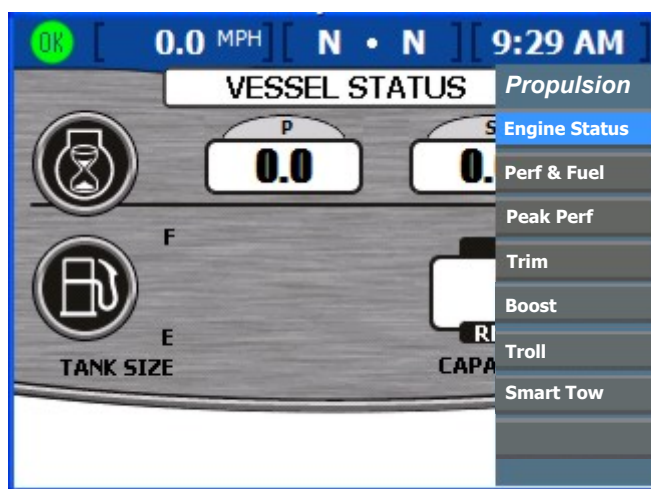 OK [ 0.0 MPH ] [ N • N ] [ 9:29 AM ]
VESSEL STATUS
Propulsion
P
S
Engine Status
0.0
0.
Perf & Fuel
Peak Perf
F
Trim
Boost
E
TANK SIZE
Troll
Smart Tow